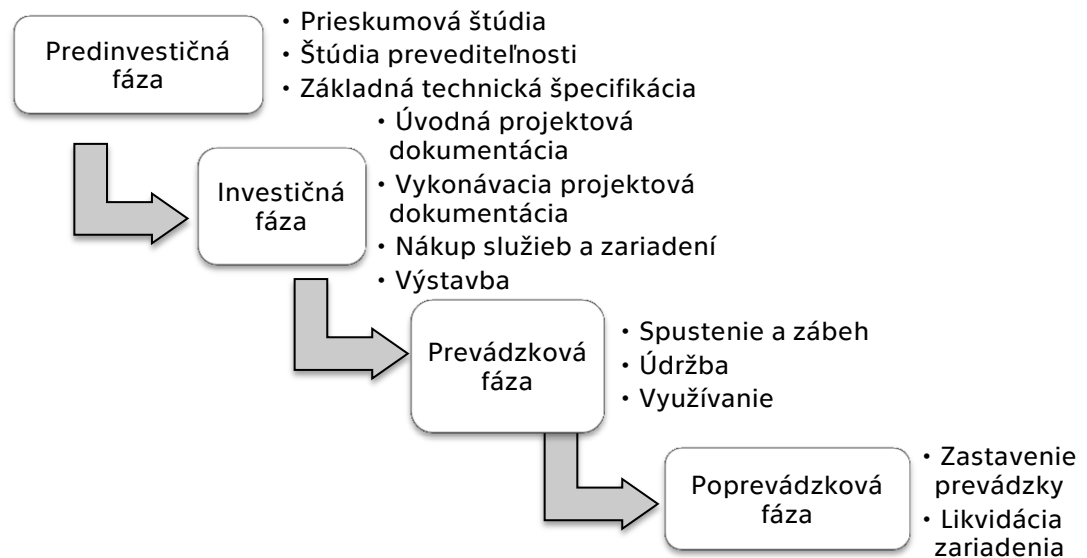 Predinvestičná
fáza
• Prieskumová štúdia
• Štúdia prevediteľnosti
• Základná technická špecifikácia
Investičná
fáza
• Úvodná projektová
dokumentácia
• Vykonávacia projektová
dokumentácia
• Nákup služieb a zariadení
• Výstavba
Prevádzková
fáza
• Spustenie a zábeh
• Údržba
• Využívanie
Poprevádzková
fáza
• Zastavenie
prevádzky
• Likvidácia
zariadenia